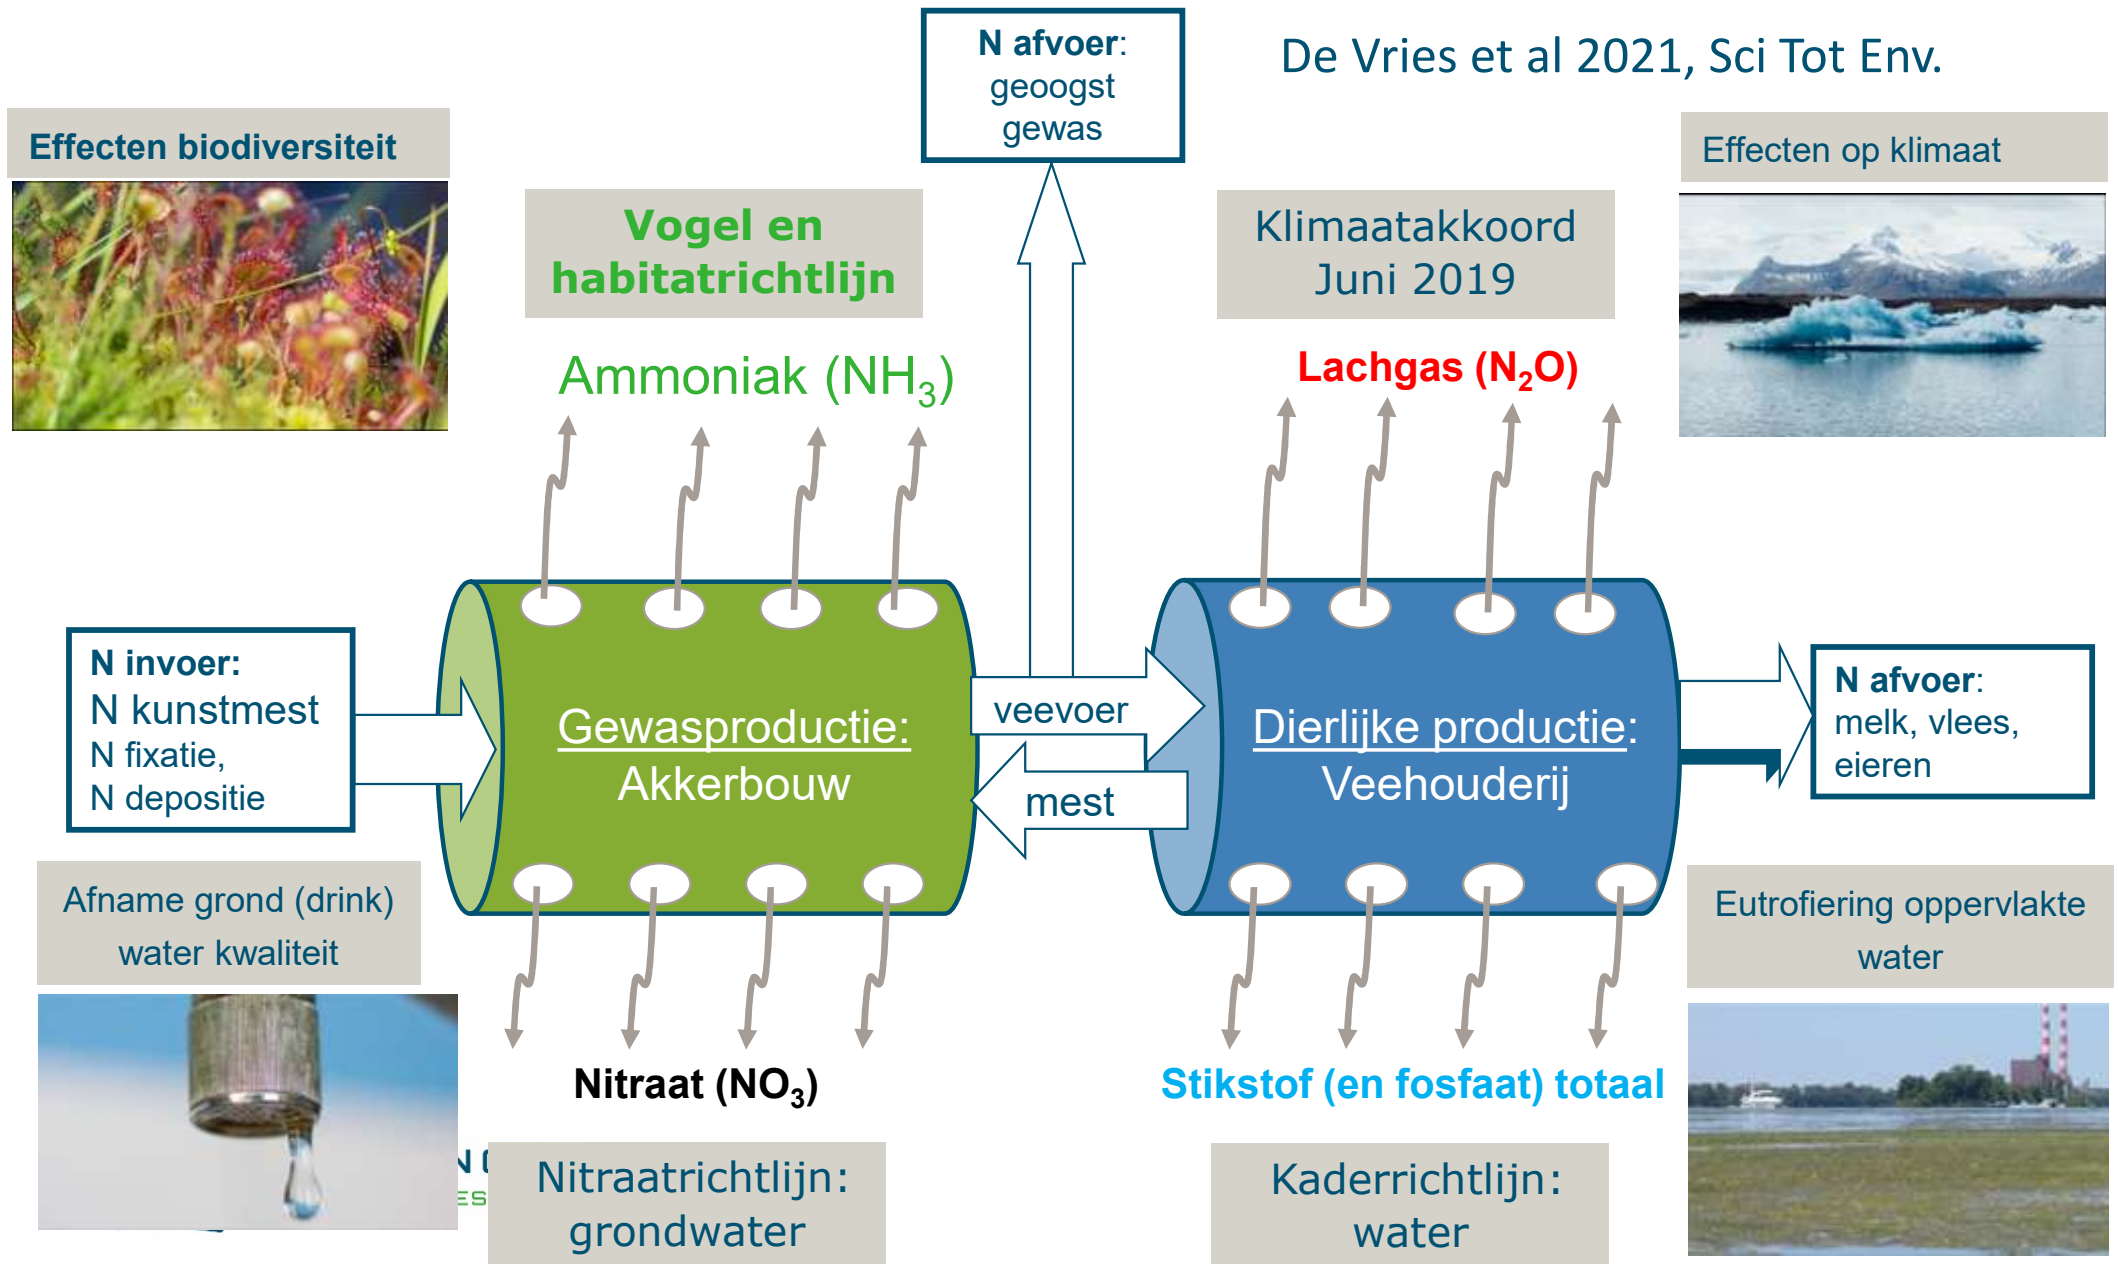 N afvoer:
geoogst
gewas
De Vries et al 2021, Sci Tot Env.
Effecten biodiversiteit
Effecten op klimaat
Vogel en
habitatrichtlijn
Klimaatakkoord
Juni 2019
Ammoniak (NH₃)
Lachgas (N₂O)
N invoer:
N kunstmest
N fixatie,
N depositie
Gewasproductie:
Akkerbouw
veevoer
mest
Dierlijke productie:
Veehouderij
N afvoer:
melk, vlees,
eieren
Afname grond (drink)
water kwaliteit
Eutrofiering oppervlakte
water
Nitraat (NO₃)
Stikstof (en fosfaat) totaal
Nitraatrichtlijn:
grondwater
Kaderrichtlijn:
water